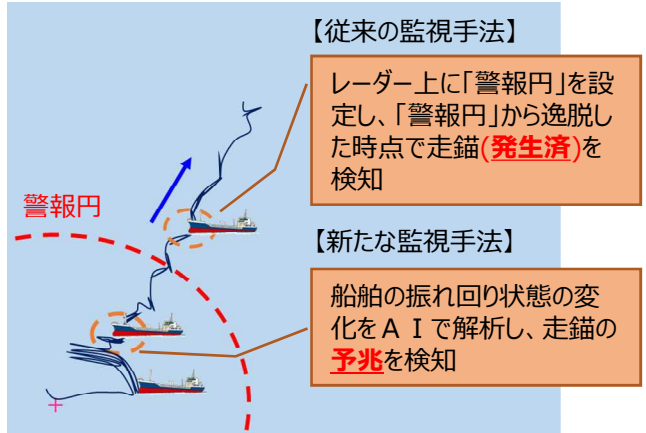 【従来の監視手法】
レーダー上に「警報円」を設
定し、「警報円」から逸脱し
た時点で走錨(発生済)を
検知
警報円
【新たな監視手法】
船舶の振れ回り状態の変
化をAIで解析し、走錨の
予兆を検知